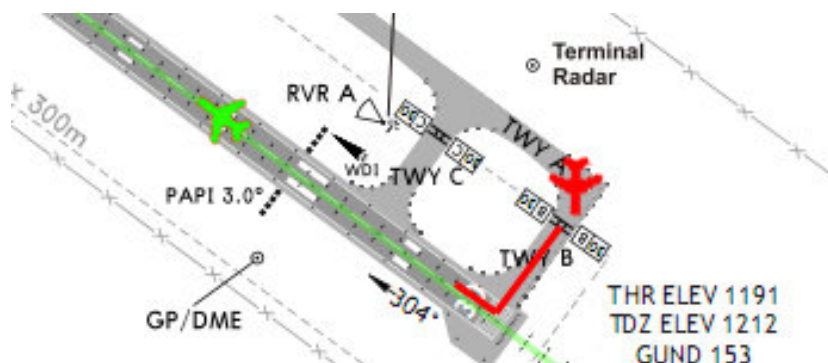 Terminal
Radar
RVR A
C
C
TWY A
x 300m
WDI
TWY C
PAPI 3.0°
B
B
TWY B
304°
GP/DME
THR ELEV 1191
TDZ ELEV 1212
GUND 153